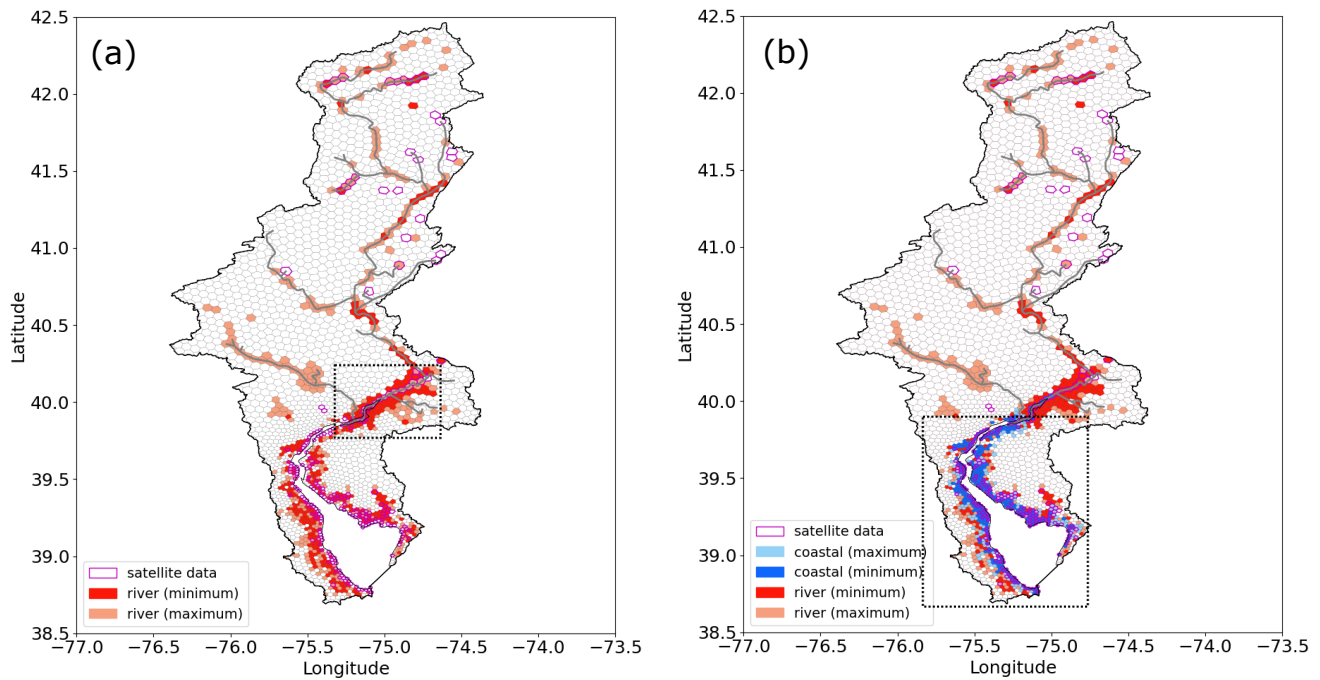 (a)
42.5
42.0
41.5
41.0
40.5
40.0
39.5
39.0
38.5
Latitude
satellite data
river (minimum)
river (maximum)
−77.0 −76.5 −76.0 −75.5 −75.0 −74.5 −74.0 −73.5
Longitude
(b)
42.5
42.0
41.5
41.0
40.5
40.0
39.5
39.0
38.5
Latitude
satellite data
coastal (maximum)
coastal (minimum)
river (minimum)
river (maximum)
−77.0 −76.5 −76.0 −75.5 −75.0 −74.5 −74.0 −73.5
Longitude